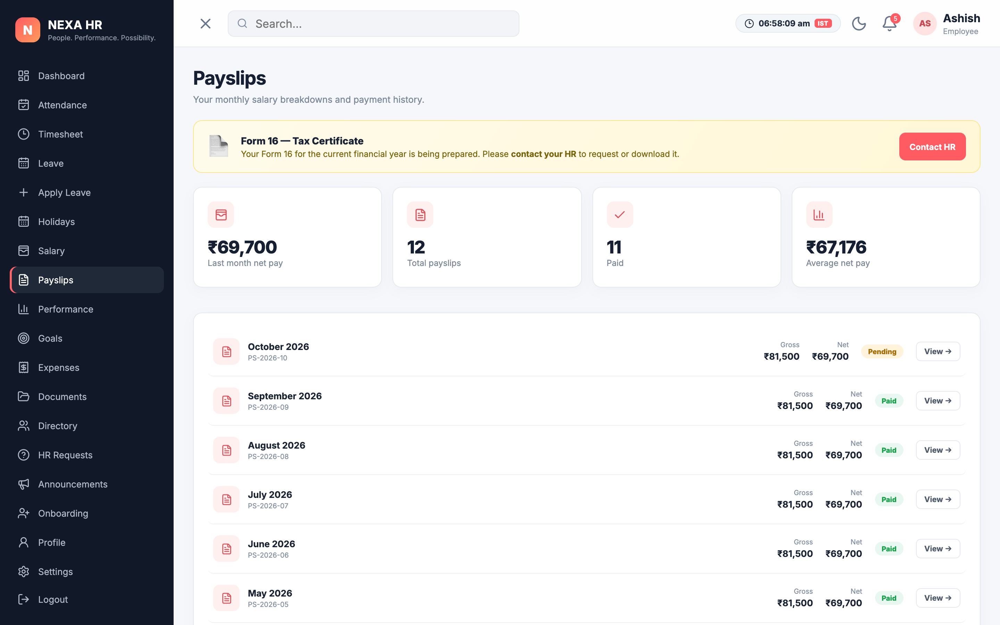 N
NEXA HR
People. Performance. Possibility.
Dashboard
Attendance
Timesheet
Leave
Apply Leave
Holidays
Salary
Payslips
Performance
Goals
Expenses
Documents
Directory
HR Requests
Announcements
Onboarding
Profile
Settings
Logout
Search...
06:58:09 am IST
5
AS
Ashish
Employee
Payslips
Your monthly salary breakdowns and payment history.
Form 16 — Tax Certificate
Your Form 16 for the current financial year is being prepared. Please contact your HR to request or download it.
Contact HR
₹69,700
Last month net pay
12
Total payslips
11
Paid
₹67,176
Average net pay
October 2026
PS-2026-10
Gross
₹81,500
Net
₹69,700
Pending
View →
September 2026
PS-2026-09
Gross
₹81,500
Net
₹69,700
Paid
View →
August 2026
PS-2026-08
Gross
₹81,500
Net
₹69,700
Paid
View →
July 2026
PS-2026-07
Gross
₹81,500
Net
₹69,700
Paid
View →
June 2026
PS-2026-06
Gross
₹81,500
Net
₹69,700
Paid
View →
May 2026
PS-2026-05
Gross
₹81,500
Net
₹69,700
Paid
View →